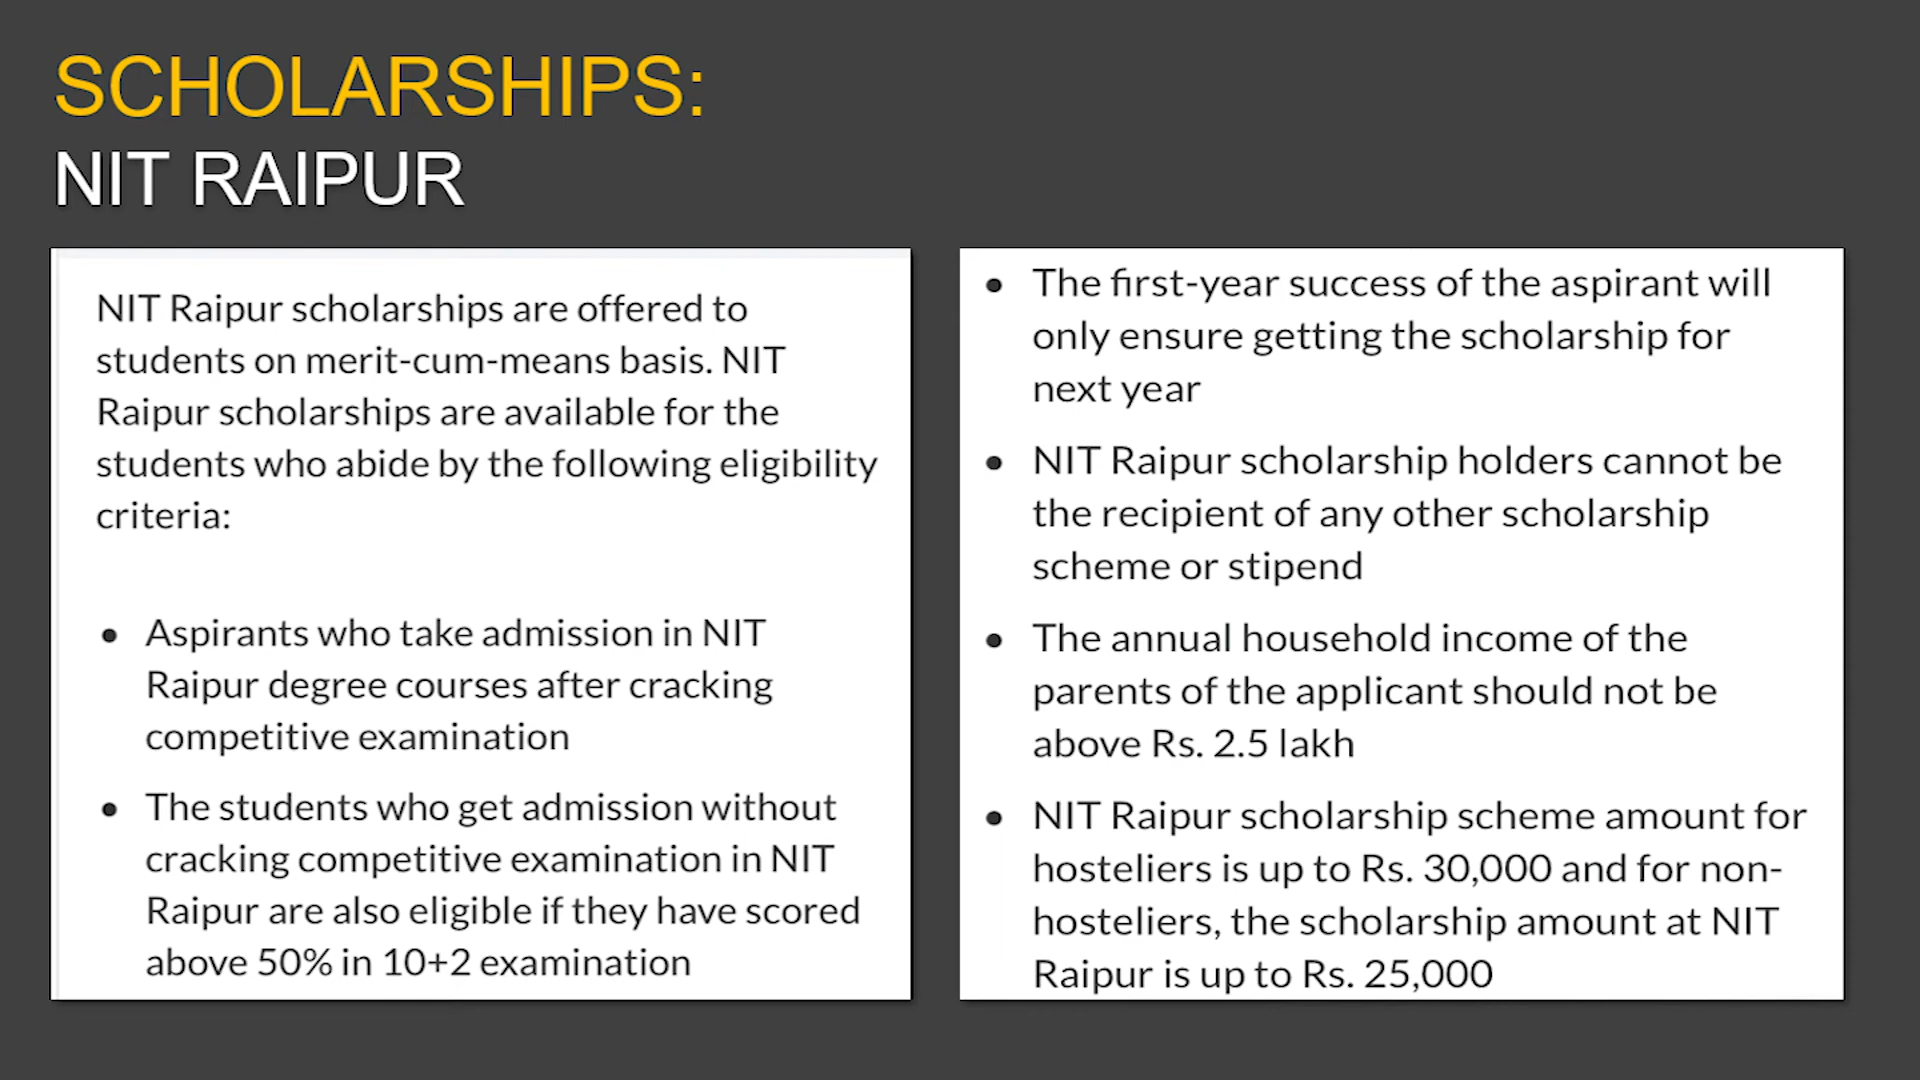 SCHOLARSHIPS:
NIT RAIPUR
NIT Raipur scholarships are offered to
students on merit-cum-means basis. NIT
Raipur scholarships are available for the
students who abide by the following eligibility
criteria:
• Aspirants who take admission in NIT
Raipur degree courses after cracking
competitive examination
• The students who get admission without
cracking competitive examination in NIT
Raipur are also eligible if they have scored
above 50% in 10+2 examination
• The first-year success of the aspirant will
only ensure getting the scholarship for
next year
• NIT Raipur scholarship holders cannot be
the recipient of any other scholarship
scheme or stipend
• The annual household income of the
parents of the applicant should not be
above Rs. 2.5 lakh
• NIT Raipur scholarship scheme amount for
hosteliers is up to Rs. 30,000 and for non-
hosteliers, the scholarship amount at NIT
Raipur is up to Rs. 25,000